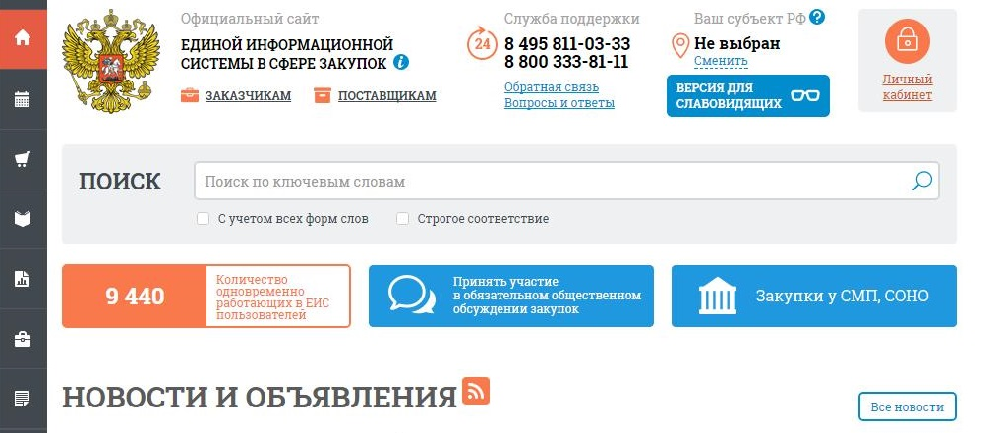 Официальный сайт
ЕДИНОЙ ИНФОРМАЦИОННОЙ
СИСТЕМЫ В СФЕРЕ ЗАКУПОК i
ЗАКАЗЧИКАМ
ПОСТАВЩИКАМ
Служба поддержки
24
8 495 811-03-33
8 800 333-81-11
Обратная связь
Вопросы и ответы
Ваш субъект РФ ?
Не выбран
Сменить
ВЕРСИЯ ДЛЯ
СЛАБОВИДЯЩИХ
Личный
кабинет
ПОИСК
Поиск по ключевым словам
С учетом всех форм слов
Строгое соответствие
9 440
Количество
одновременно
работающих в ЕИС
пользователей
Принять участие
в обязательном общественном
обсуждении закупок
Закупки у СМП, СОНО
НОВОСТИ И ОБЪЯВЛЕНИЯ
Все новости